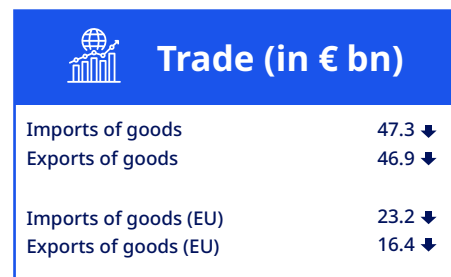 Trade (in € bn)
Imports of goods 47.3 🡇
Exports of goods 46.9 🡇
Imports of goods (EU) 23.2 🡇
Exports of goods (EU) 16.4 🡇